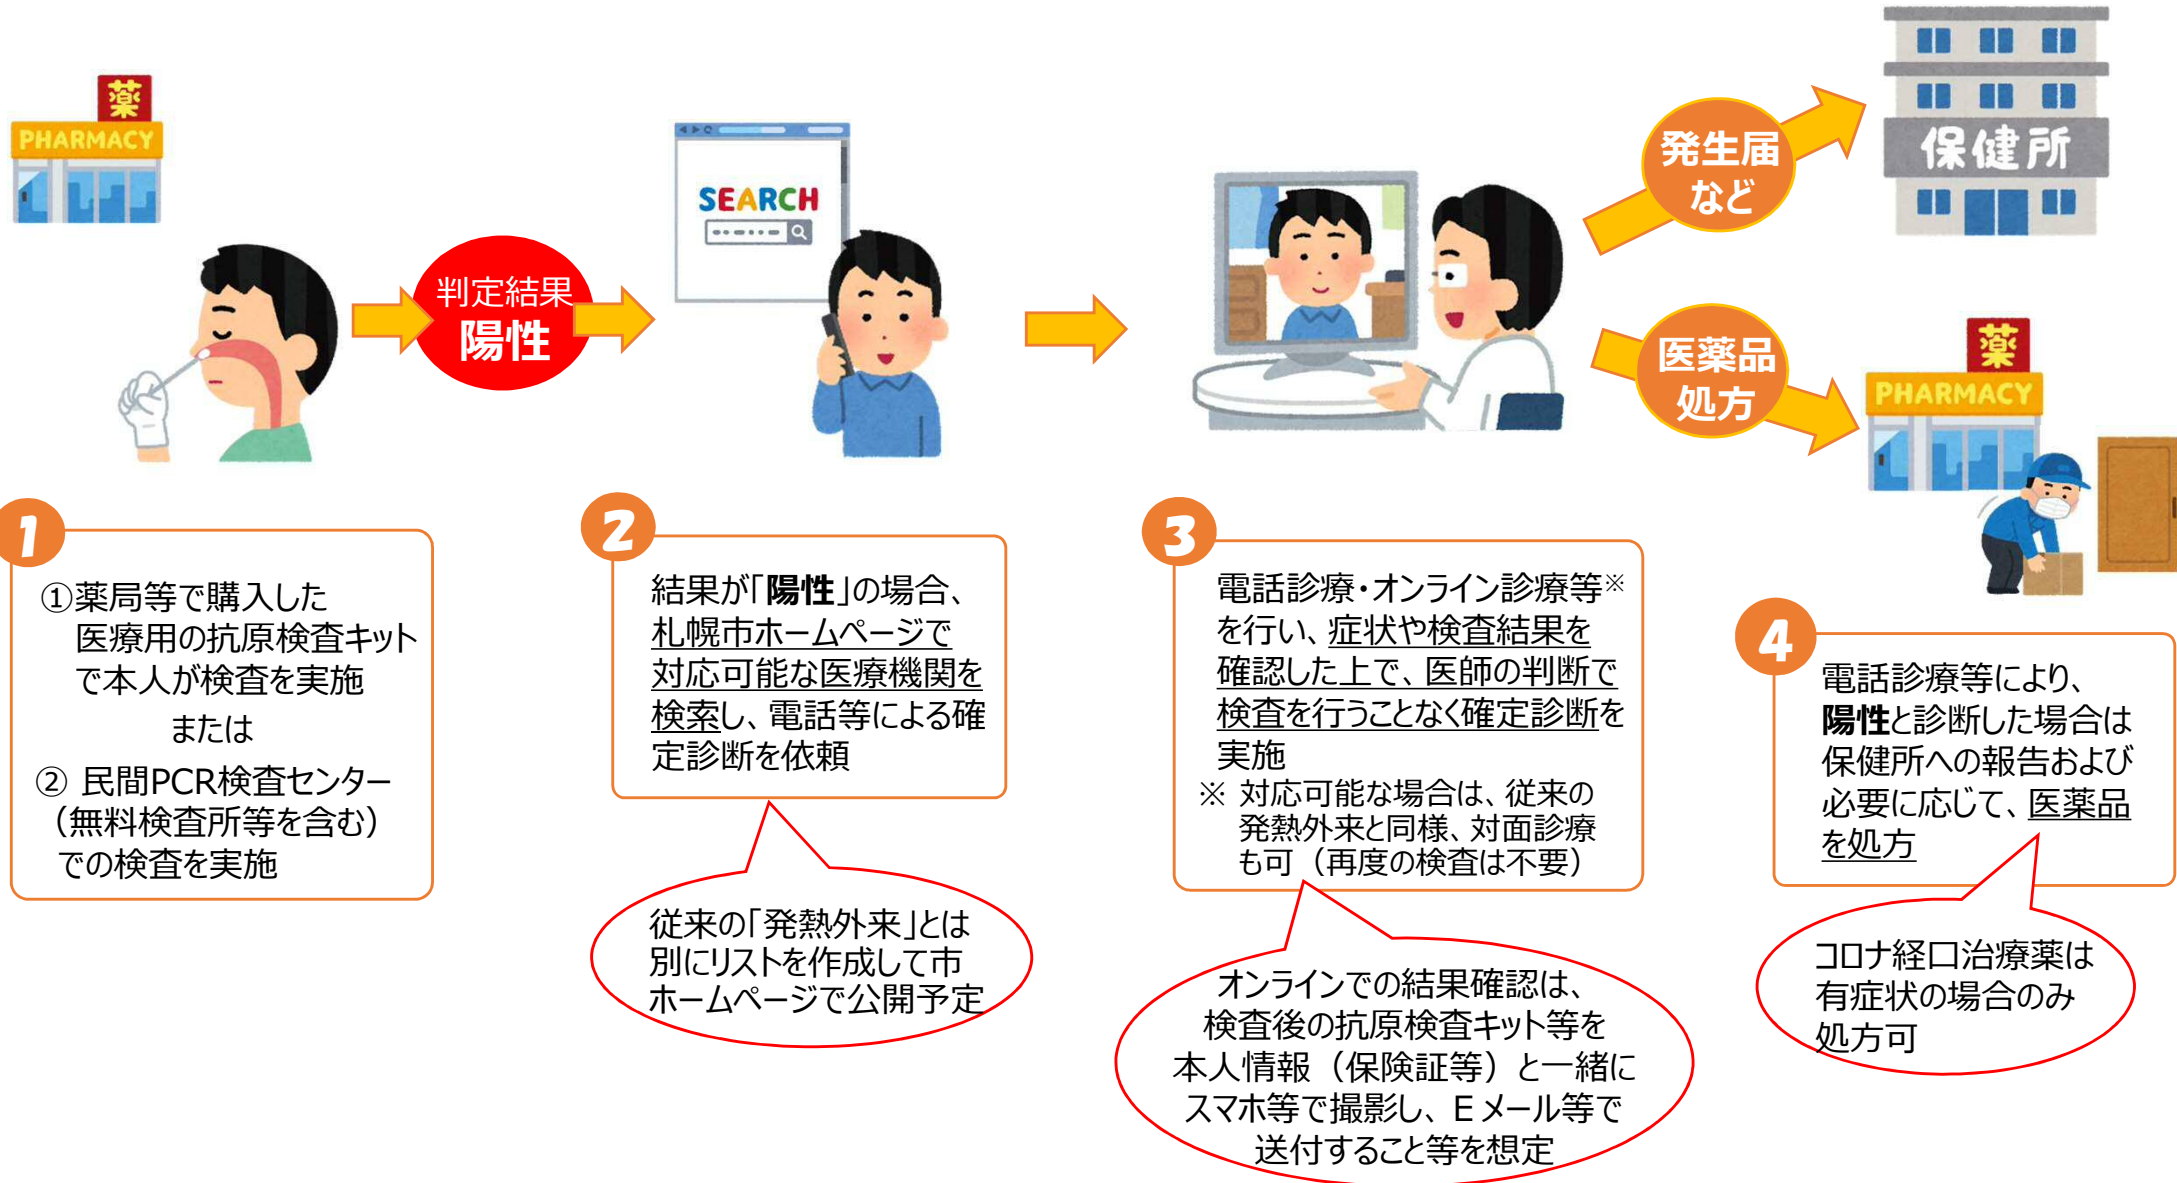 薬
PHARMACY
判定結果
陽性
SEARCH
発生届
など
保健所
医薬品
処方
薬
PHARMACY
1
①薬局等で購入した
医療用の抗原検査キット
で本人が検査を実施
または
② 民間PCR検査センター
（無料検査所等を含む）
での検査を実施
2
結果が「陽性」の場合、
札幌市ホームページで
対応可能な医療機関を
検索し、電話等による確
定診断を依頼
従来の「発熱外来」とは
別にリストを作成して市
ホームページで公開予定
3
電話診療・オンライン診療等※
を行い、症状や検査結果を
確認した上で、医師の判断で
検査を行うことなく確定診断を
実施
※ 対応可能な場合は、従来の
発熱外来と同様、対面診療
も可（再度の検査は不要）
オンラインでの結果確認は、
検査後の抗原検査キット等を
本人情報（保険証等）と一緒に
スマホ等で撮影し、Ｅメール等で
送付すること等を想定
4
電話診療等により、
陽性と診断した場合は
保健所への報告および
必要に応じて、医薬品
を処方
コロナ経口治療薬は
有症状の場合のみ
処方可